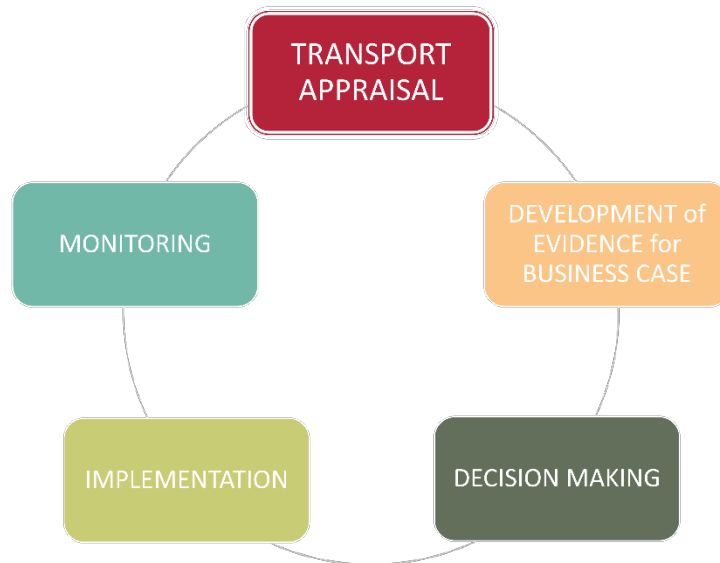 TRANSPORT
APPRAISAL
DEVELOPMENT of
EVIDENCE for
BUSINESS CASE
DECISION MAKING
IMPLEMENTATION
MONITORING